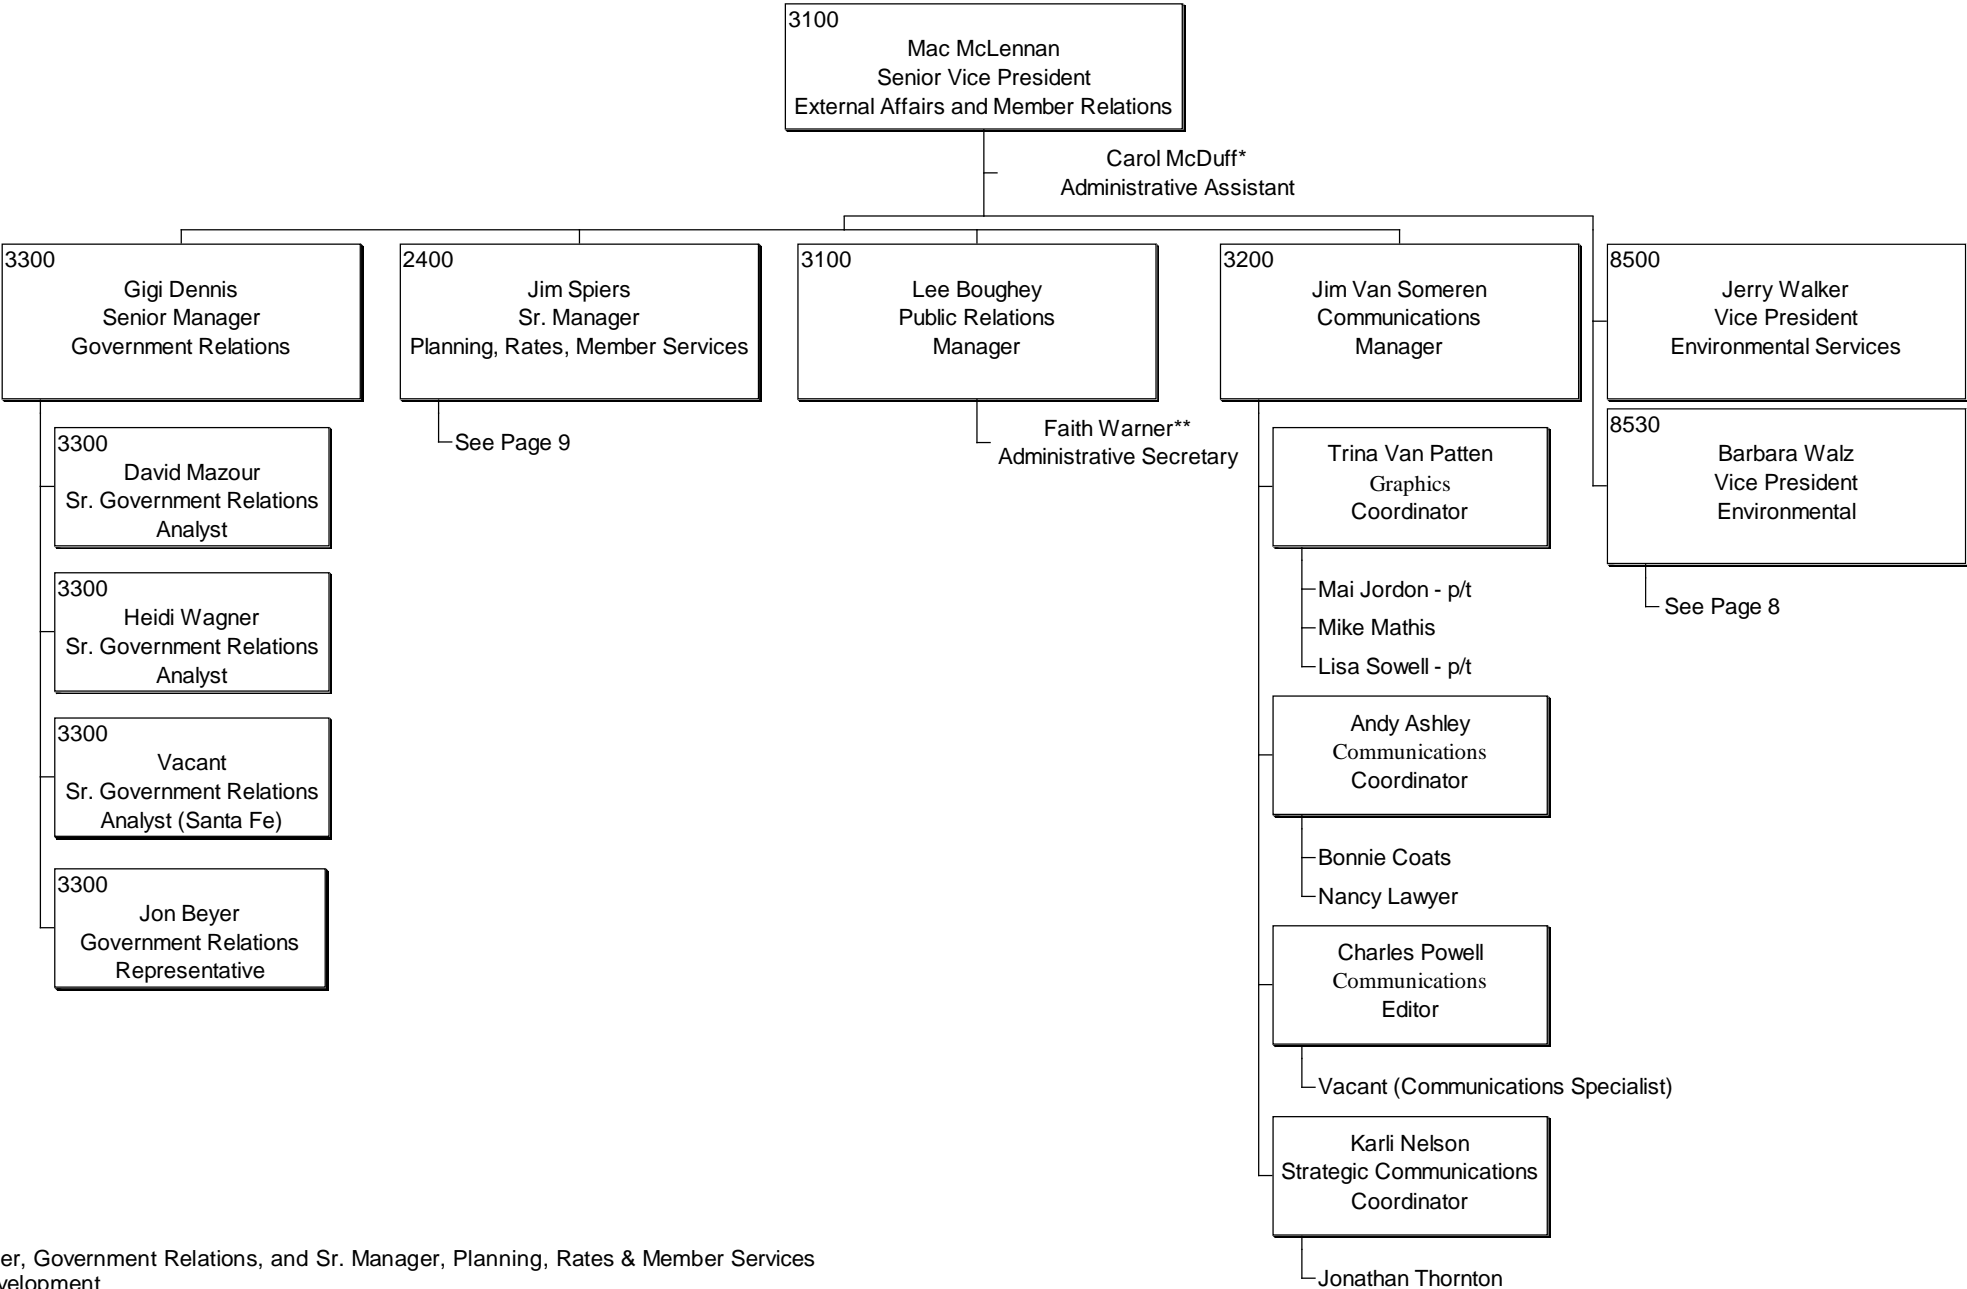 3100
Mac McLennan
Senior Vice President
External Affairs and Member Relations
Carol McDuff*
Administrative Assistant
3300
Gigi Dennis
Senior Manager
Government Relations
2400
Jim Spiers
Sr. Manager
Planning, Rates, Member Services
3100
Lee Boughey
Public Relations
Manager
3200
Jim Van Someren
Communications
Manager
8500
Jerry Walker
Vice President
Environmental Services
8530
Barbara Walz
Vice President
Environmental
See Page 8
3300
David Mazour
Sr. Government Relations
Analyst
3300
Heidi Wagner
Sr. Government Relations
Analyst
3300
Vacant
Sr. Government Relations
Analyst (Santa Fe)
3300
Jon Beyer
Government Relations
Representative
See Page 9
Faith Warner**
Administrative Secretary
Trina Van Patten
Graphics
Coordinator
Mai Jordon - p/t
Mike Mathis
Lisa Sowell - p/t
Andy Ashley
Communications
Coordinator
Bonnie Coats
Nancy Lawyer
Charles Powell
Communications
Editor
Vacant (Communications Specialist)
Karli Nelson
Strategic Communications
Coordinator
Jonathan Thornton
er, Government Relations, and Sr. Manager, Planning, Rates & Member Services
velopment